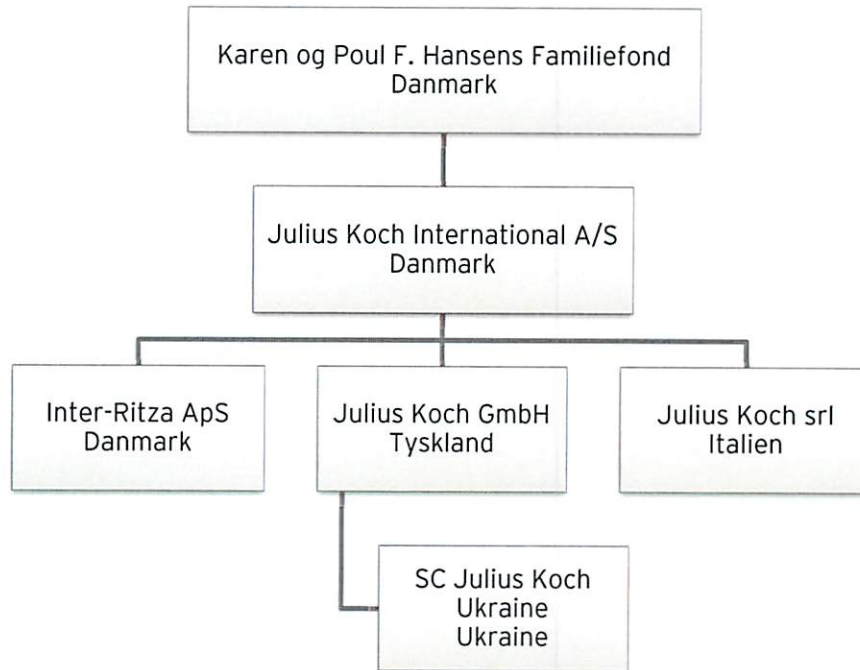 Karen og Poul F. Hansens Familiefond
Danmark
Julius Koch International A/S
Danmark
Inter-Ritza ApS
Danmark
Julius Koch GmbH
Tyskland
Julius Koch srl
Italien
SC Julius Koch
Ukraine
Ukraine